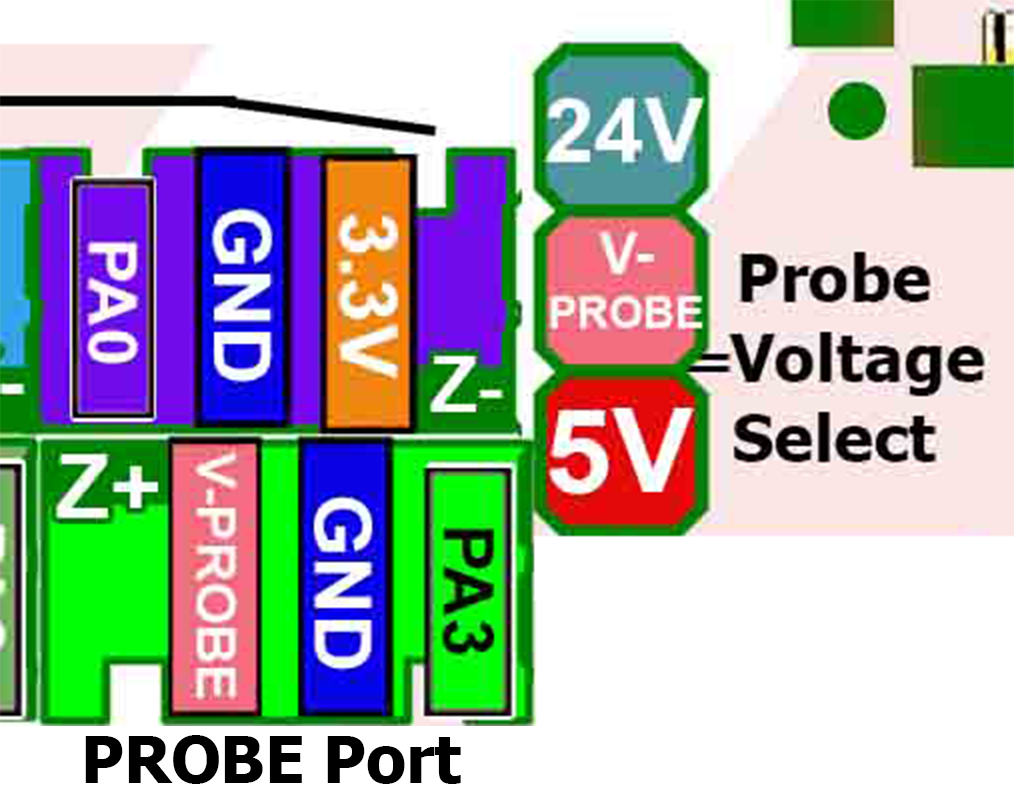 24V
PA0
GND
3.3V
V-
PROBE
Probe
=Voltage
Select
-
Z-
5V
Z+
V-PROBE
GND
PA3
PROBE Port